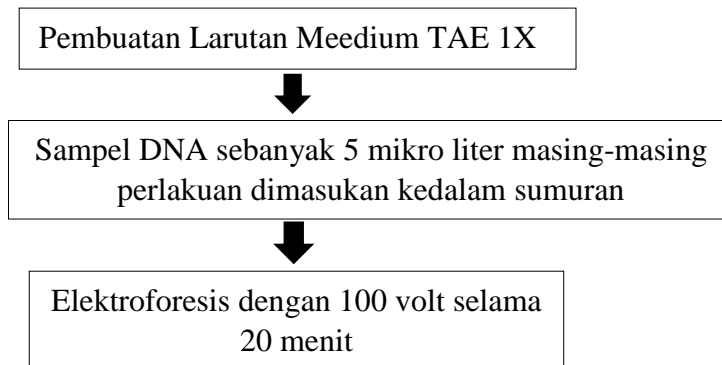 Pembuatan Larutan Meedium TAE 1X
Sampel DNA sebanyak 5 mikro liter masing-masing
perlakuan dimasukan kedalam sumuran
Elektroforesis dengan 100 volt selama
20 menit